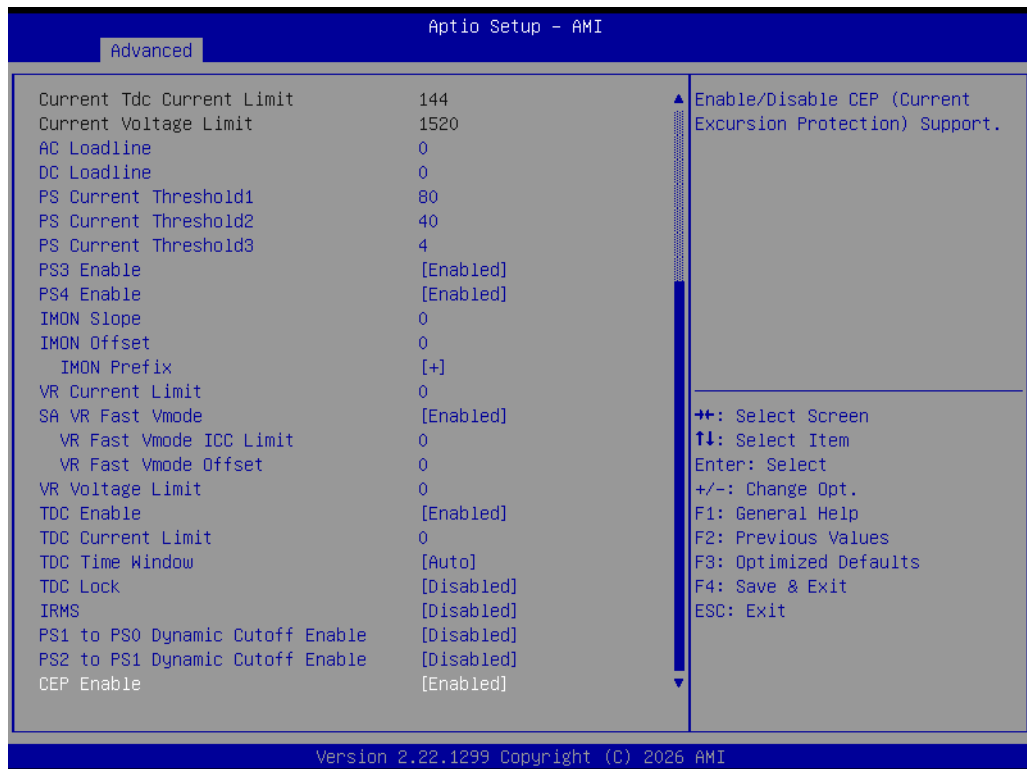 Aptio Setup - AMI
Advanced
Current Tdc Current Limit 144
Current Voltage Limit 1520
AC Loadline 0
DC Loadline 0
PS Current Threshold1 80
PS Current Threshold2 40
PS Current Threshold3 4
PS3 Enable [Enabled]
PS4 Enable [Enabled]
IMON Slope 0
IMON Offset 0
IMON Prefix [+]
VR Current Limit 0
SA VR Fast Vmode [Enabled]
VR Fast Vmode ICC Limit 0
VR Fast Vmode Offset 0
VR Voltage Limit 0
TDC Enable [Enabled]
TDC Current Limit 0
TDC Time Window [Auto]
TDC Lock [Disabled]
IRMS [Disabled]
PS1 to PS0 Dynamic Cutoff Enable [Disabled]
PS2 to PS1 Dynamic Cutoff Enable [Disabled]
CEP Enable [Enabled]
Enable/Disable CEP (Current
Excursion Protection) Support.
→←: Select Screen
↑↓: Select Item
Enter: Select
+/-: Change Opt.
F1: General Help
F2: Previous Values
F3: Optimized Defaults
F4: Save & Exit
ESC: Exit
Version 2.22.1299 Copyright (C) 2026 AMI